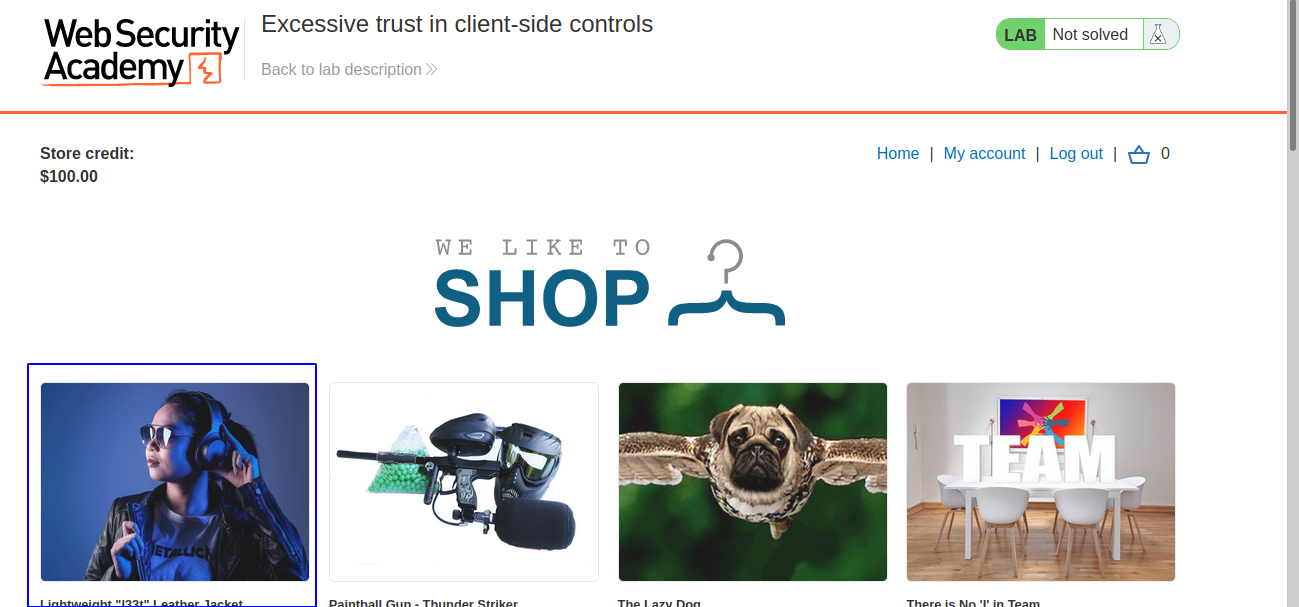 Web Security
Academy
Excessive trust in client-side controls
Back to lab description
LAB Not solved
Store credit:
$100.00
Home | My account | Log out | 0
WE LIKE TO
SHOP
METALLICA
TEAM
Lightweight "l33t" Leather Jacket
Paintball Gun - Thunder Striker
The Lazy Dog
There is No 'I' in Team